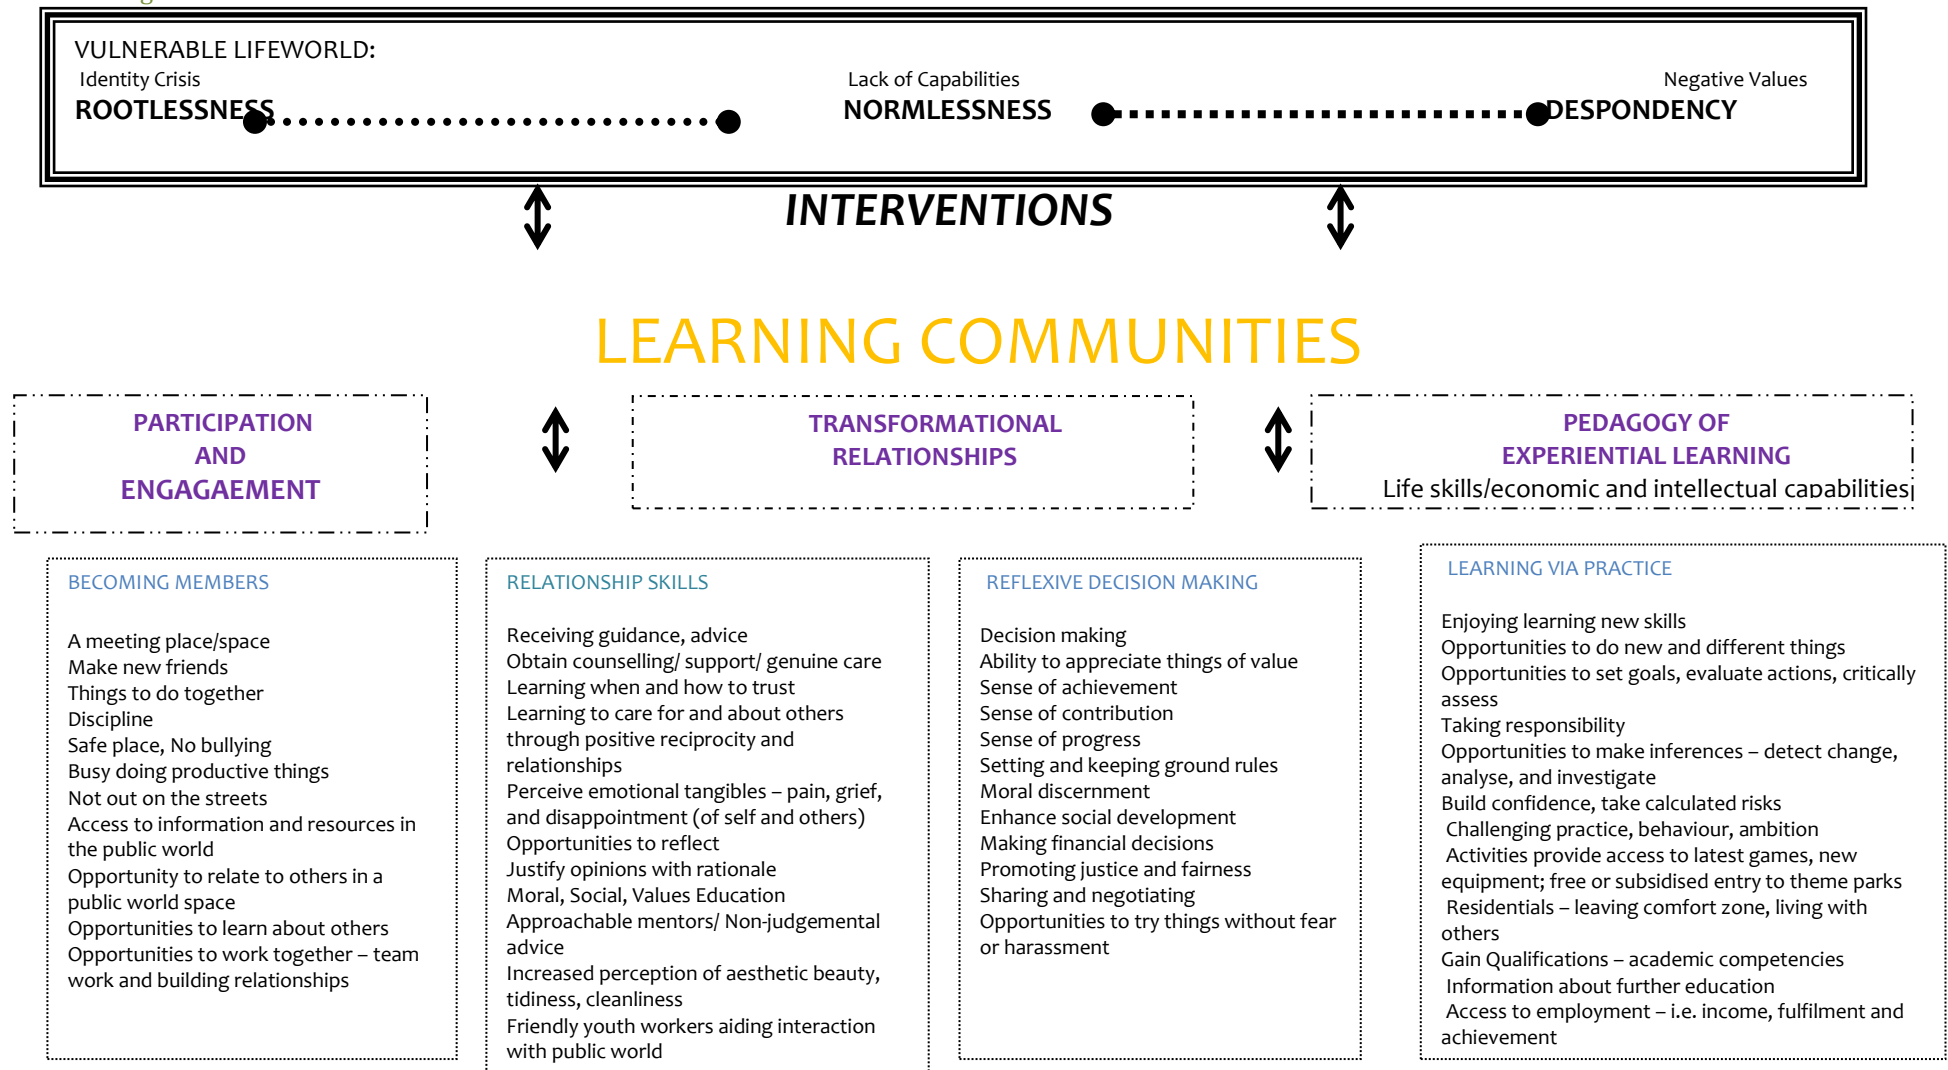 VULNERABLE LIFEWORLD:
Identity Crisis
Lack of Capabilities
Negative Values
ROOTLESSNESS
NORMLESSNESS
DESPONDENCY
INTERVENTIONS
LEARNING COMMUNITIES
PARTICIPATION
AND
ENGAGAEMENT
TRANSFORMATIONAL
RELATIONSHIPS
PEDAGOGY OF
EXPERIENTIAL LEARNING
Life skills/economic and intellectual capabilities
BECOMING MEMBERS
A meeting place/space
Make new friends
Things to do together
Discipline
Safe place, No bullying
Busy doing productive things
Not out on the streets
Access to information and resources in
the public world
Opportunity to relate to others in a
public world space
Opportunities to learn about others
Opportunities to work together – team
work and building relationships
RELATIONSHIP SKILLS
Receiving guidance, advice
Obtain counselling/ support/ genuine care
Learning when and how to trust
Learning to care for and about others
through positive reciprocity and
relationships
Perceive emotional tangibles – pain, grief,
and disappointment (of self and others)
Opportunities to reflect
Justify opinions with rationale
Moral, Social, Values Education
Approachable mentors/ Non-judgemental
advice
Increased perception of aesthetic beauty,
tidiness, cleanliness
Friendly youth workers aiding interaction
with public world
REFLEXIVE DECISION MAKING
Decision making
Ability to appreciate things of value
Sense of achievement
Sense of contribution
Sense of progress
Setting and keeping ground rules
Moral discernment
Enhance social development
Making financial decisions
Promoting justice and fairness
Sharing and negotiating
Opportunities to try things without fear
or harassment
LEARNING VIA PRACTICE
Enjoying learning new skills
Opportunities to do new and different things
Opportunities to set goals, evaluate actions, critically
assess
Taking responsibility
Opportunities to make inferences – detect change,
analyse, and investigate
Build confidence, take calculated risks
Challenging practice, behaviour, ambition
Activities provide access to latest games, new
equipment; free or subsidised entry to theme parks
Residentials – leaving comfort zone, living with
others
Gain Qualifications – academic competencies
Information about further education
Access to employment – i.e. income, fulfilment and
achievement